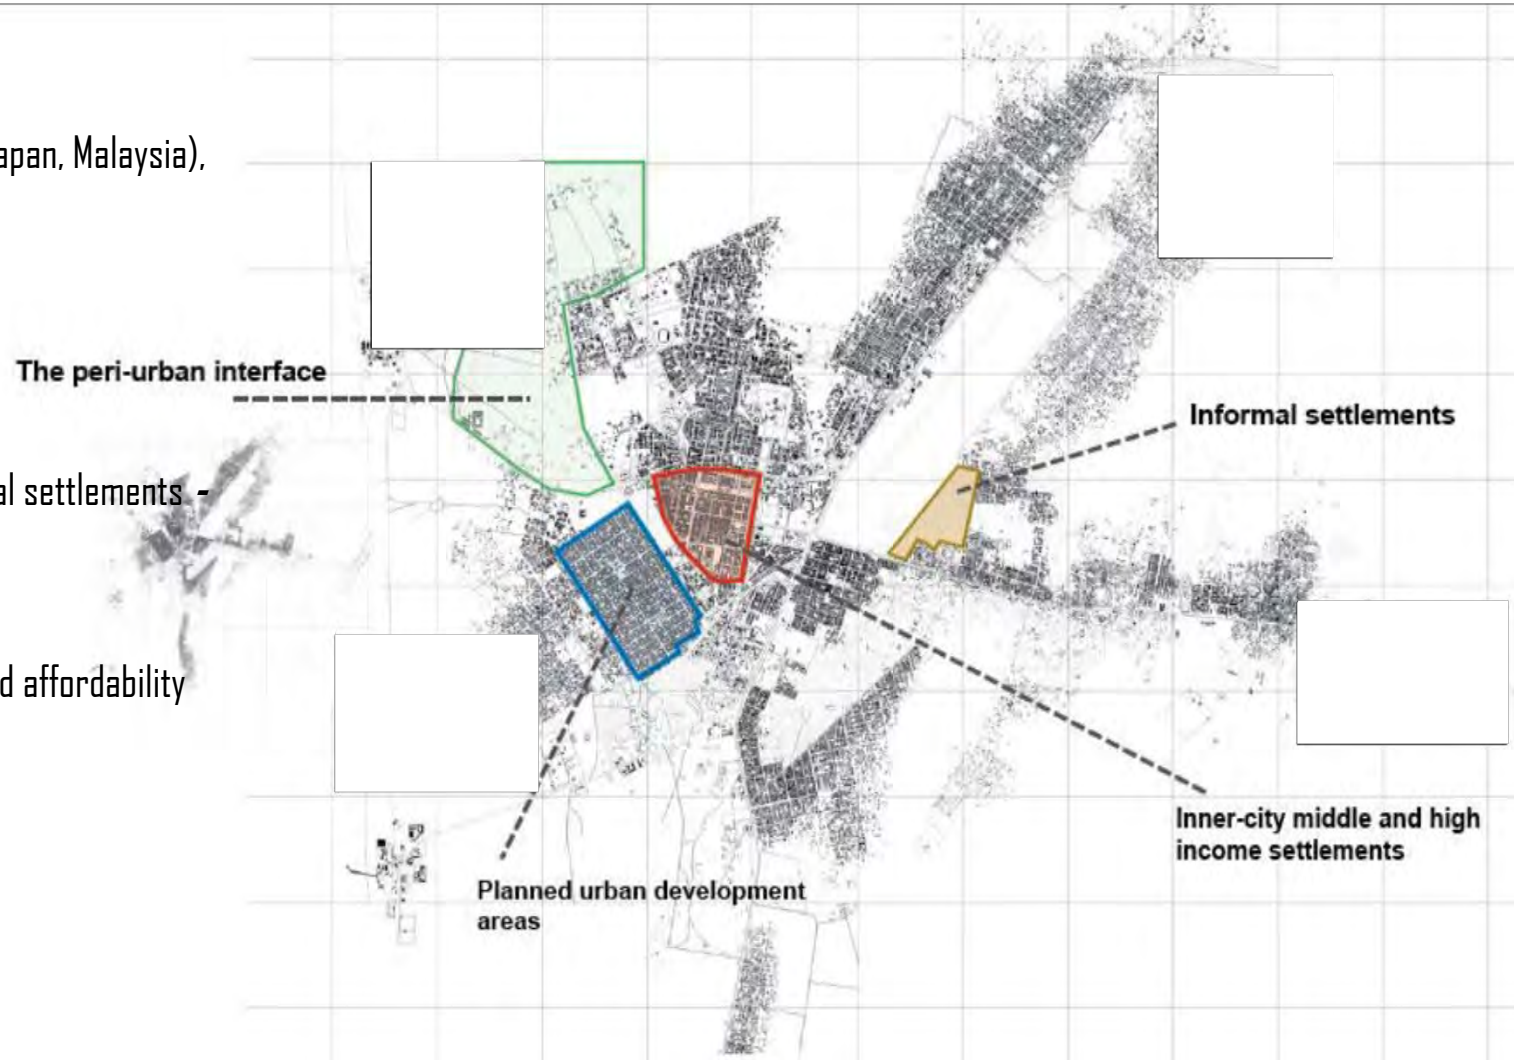 apan, Malaysia),
The peri-urban interface
Informal settlements
al settlements -
d affordability
Inner-city middle and high
income settlements
Planned urban development
areas